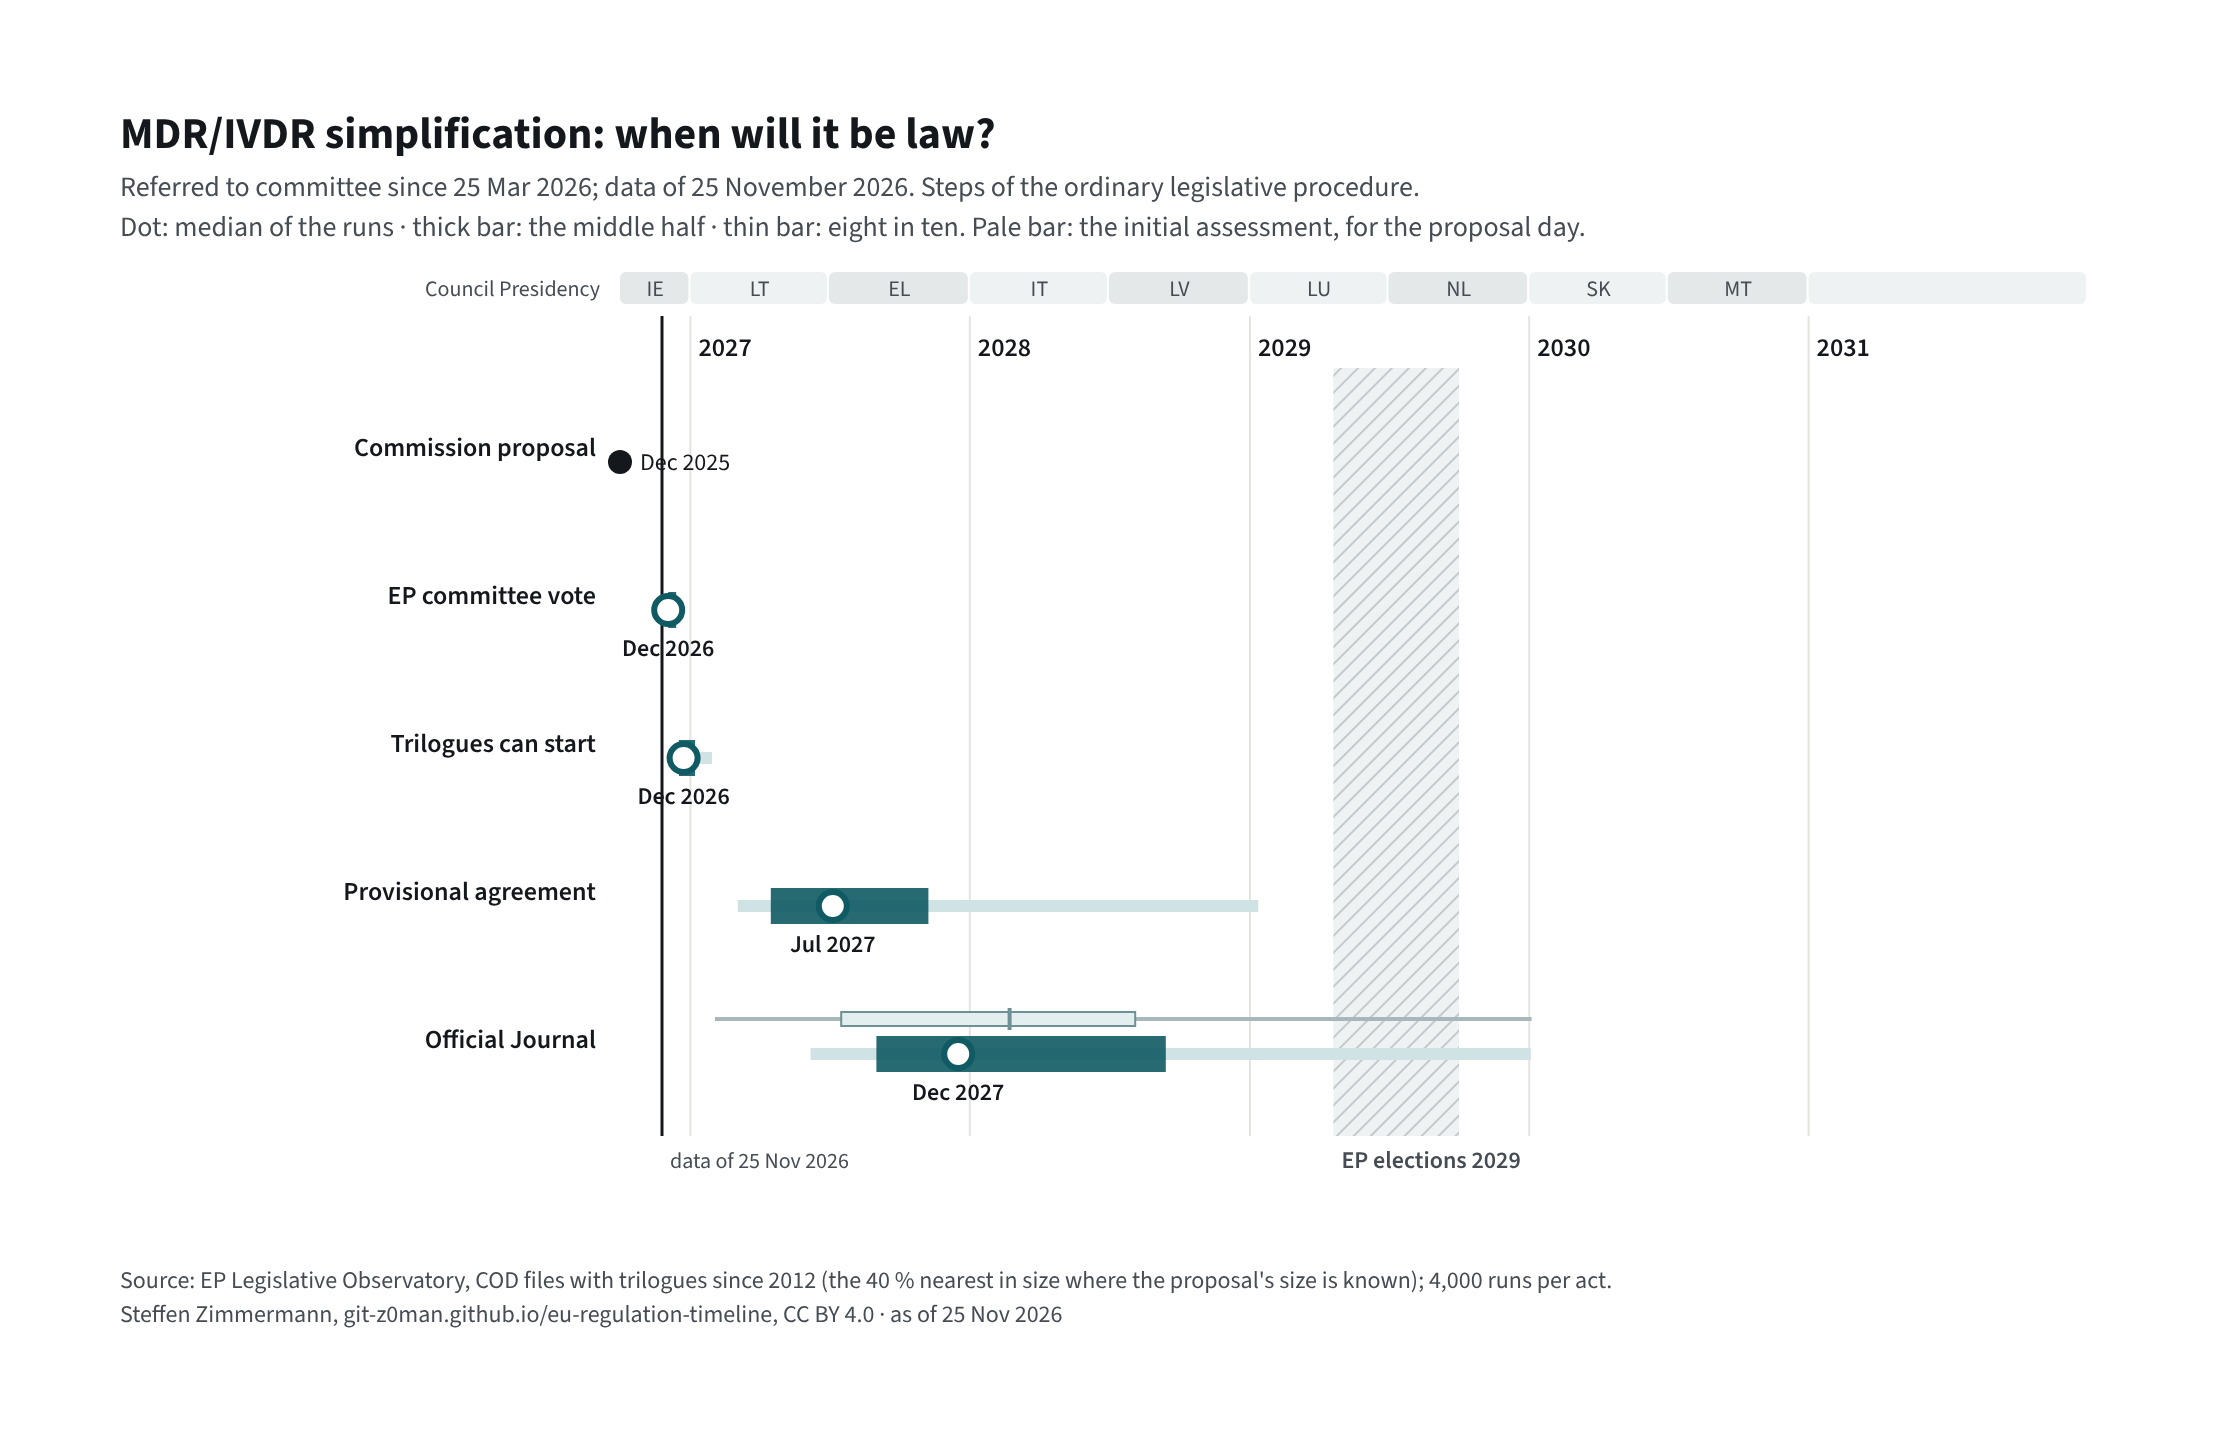 MDR/IVDR simplification: when will it be law?
Referred to committee since 25 Mar 2026; data of 25 November 2026. Steps of the ordinary legislative procedure.
Dot: median of the runs · thick bar: the middle half · thin bar: eight in ten. Pale bar: the initial assessment, for the proposal day.
Council Presidency IE LT EL IT LV LU NL SK MT
2027 2028 2029 2030 2031
Commission proposal
Dec 2025
EP committee vote
Dec 2026
Trilogues can start
Dec 2026
Provisional agreement
Jul 2027
Official Journal
Dec 2027
data of 25 Nov 2026 EP elections 2029
Source: EP Legislative Observatory, COD files with trilogues since 2012 (the 40 % nearest in size where the proposal's size is known); 4,000 runs per act.
Steffen Zimmermann, git-z0man.github.io/eu-regulation-timeline, CC BY 4.0 · as of 25 Nov 2026